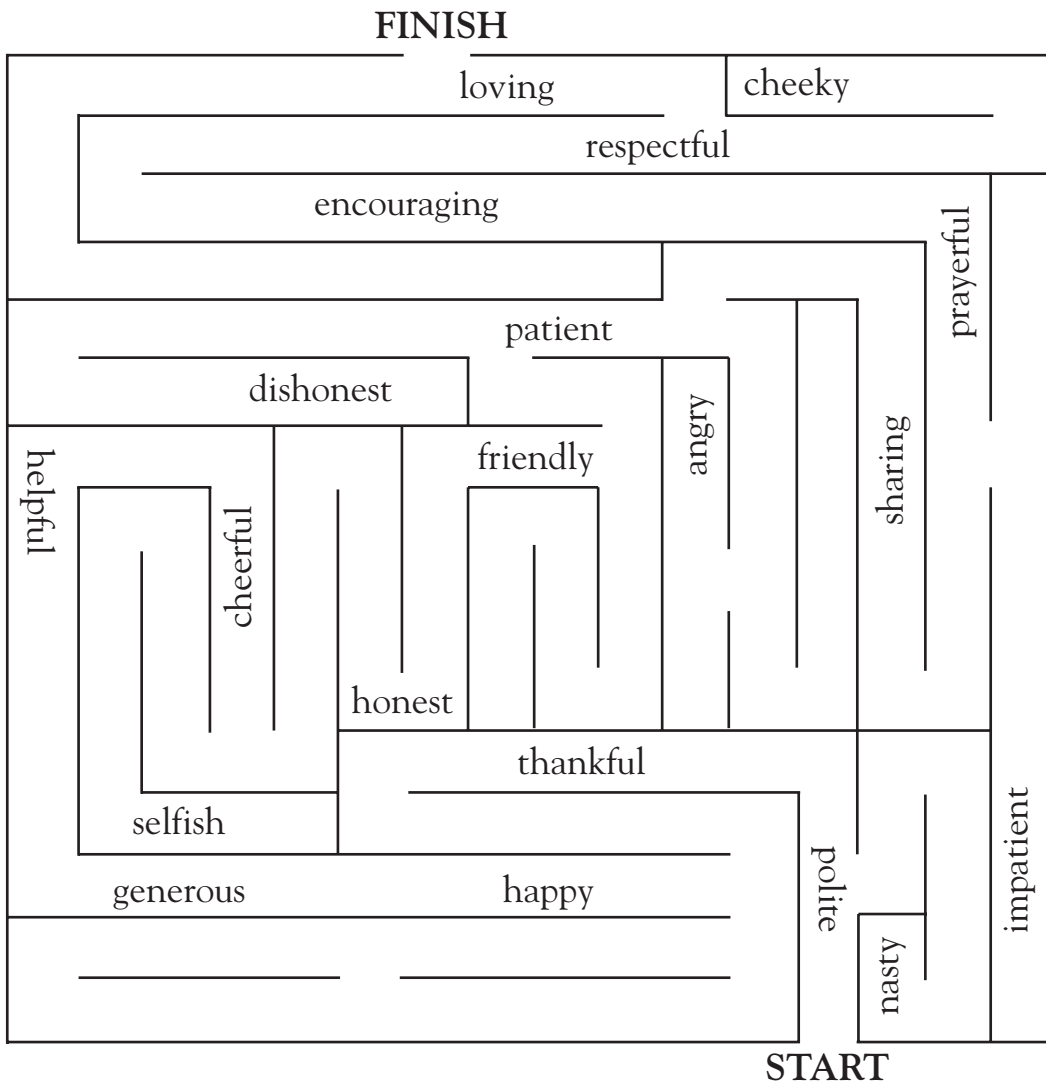 FINISH
loving
cheeky
respectful
encouraging
prayerful
patient
dishonest
angry
sharing
friendly
helpful
cheerful
honest
thankful
selfish
polite
impatient
generous
happy
nasty
START